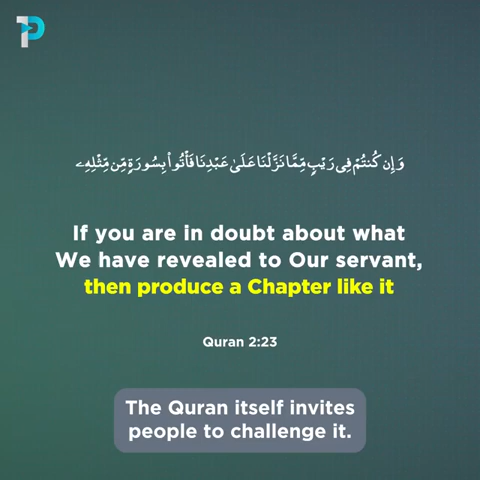 وَإِن كُنتُمْ فِى رَيْبٍ مِّمَّا نَزَّلْنَا عَلَىٰ عَبْدِنَا فَأْتُوا۟ بِسُورَةٍ مِّن مِّثْلِهِۦ
If you are in doubt about what
We have revealed to Our servant,
then produce a Chapter like it
Quran 2:23
The Quran itself invites
people to challenge it.